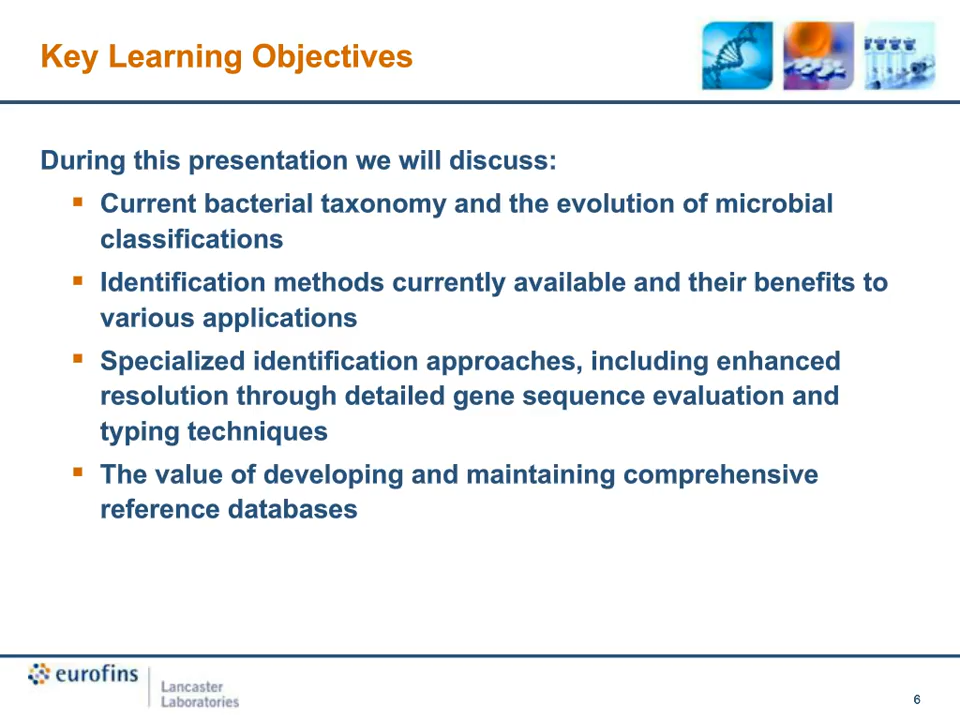 Key Learning Objectives
During this presentation we will discuss:
Current bacterial taxonomy and the evolution of microbial
classifications
Identification methods currently available and their benefits to
various applications
Specialized identification approaches, including enhanced
resolution through detailed gene sequence evaluation and
typing techniques
The value of developing and maintaining comprehensive
reference databases
eurofins
Lancaster
Laboratories
6